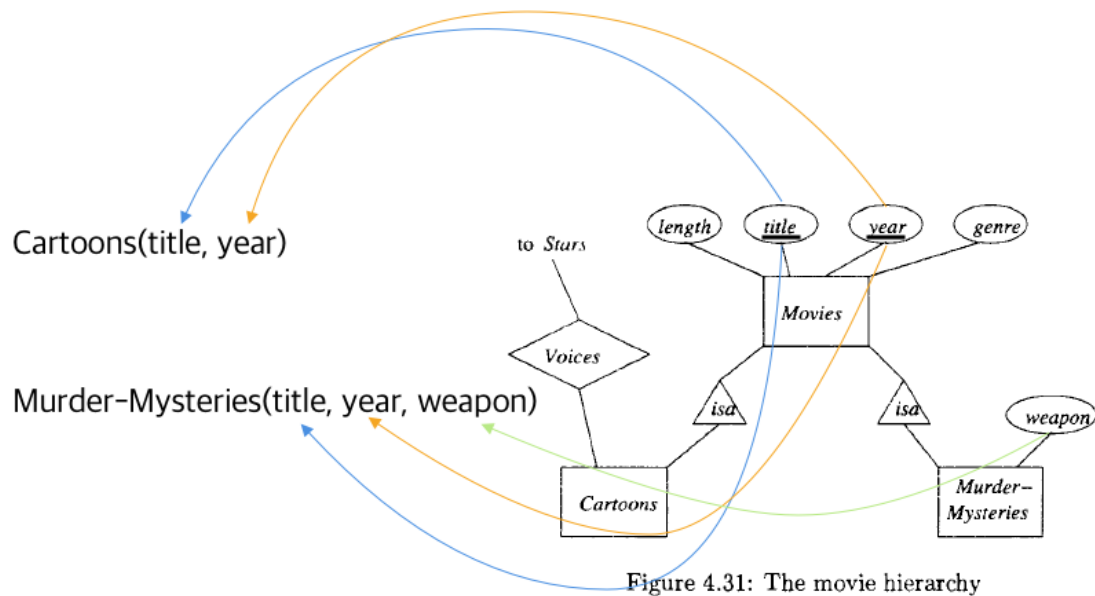 Cartoons(title, year)
Murder-Mysteries(title, year, weapon)
length
title
year
genre
to Stars
Movies
Voices
isa
isa
weapon
Cartoons
Murder-
Mysteries
Figure 4.31: The movie hierarchy